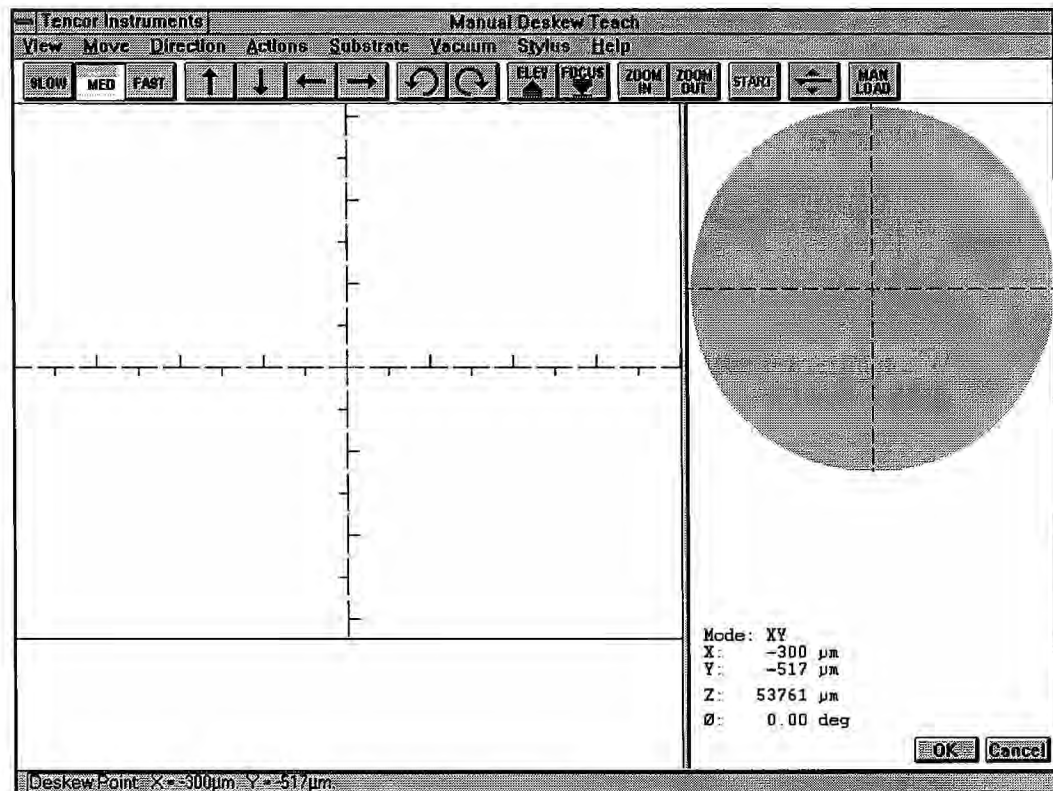 Tencor Instruments Manual Deskew Teach
View Move Direction Actions Substrate Vacuum Stylus Help
SLOW MED FAST ELEV FOCUS ZOOM IN ZOOM OUT START MAN LOAD
Mode: XY
X: -300 µm
Y: -517 µm
Z: 53761 µm
Ø: 0.00 deg
OK Cancel
Deskew Point X = -300µm Y = -517µm.